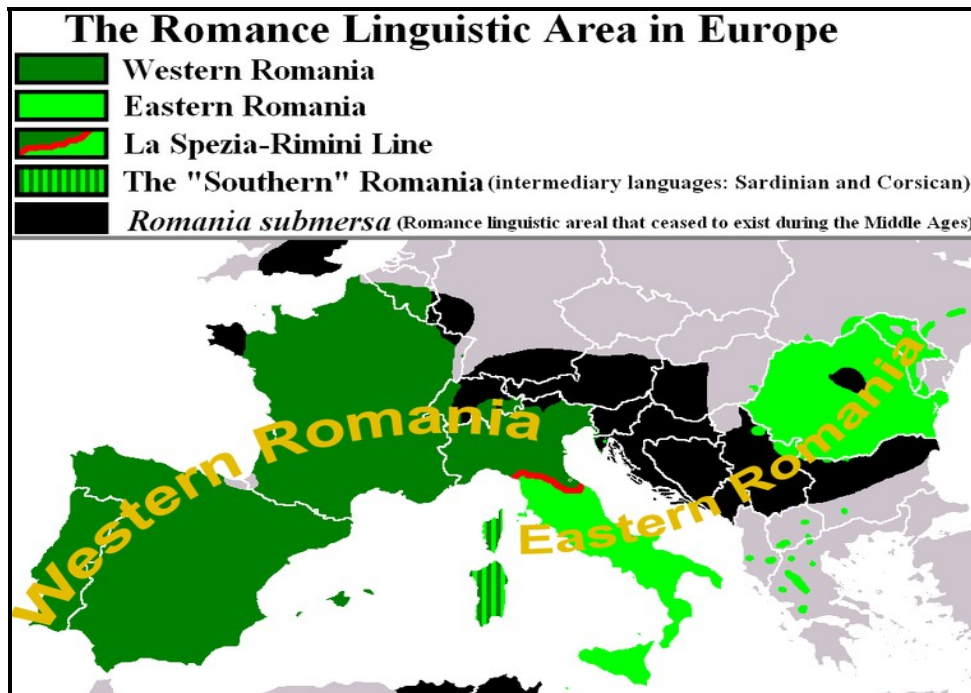 The Romance Linguistic Area in Europe
Western Romania
Eastern Romania
La Spezia-Rimini Line
The "Southern" Romania (intermediary languages: Sardinian and Corsican)
Romania submersa (Romance linguistic areal that ceased to exist during the Middle Ages)
Western Romania
Eastern Romania